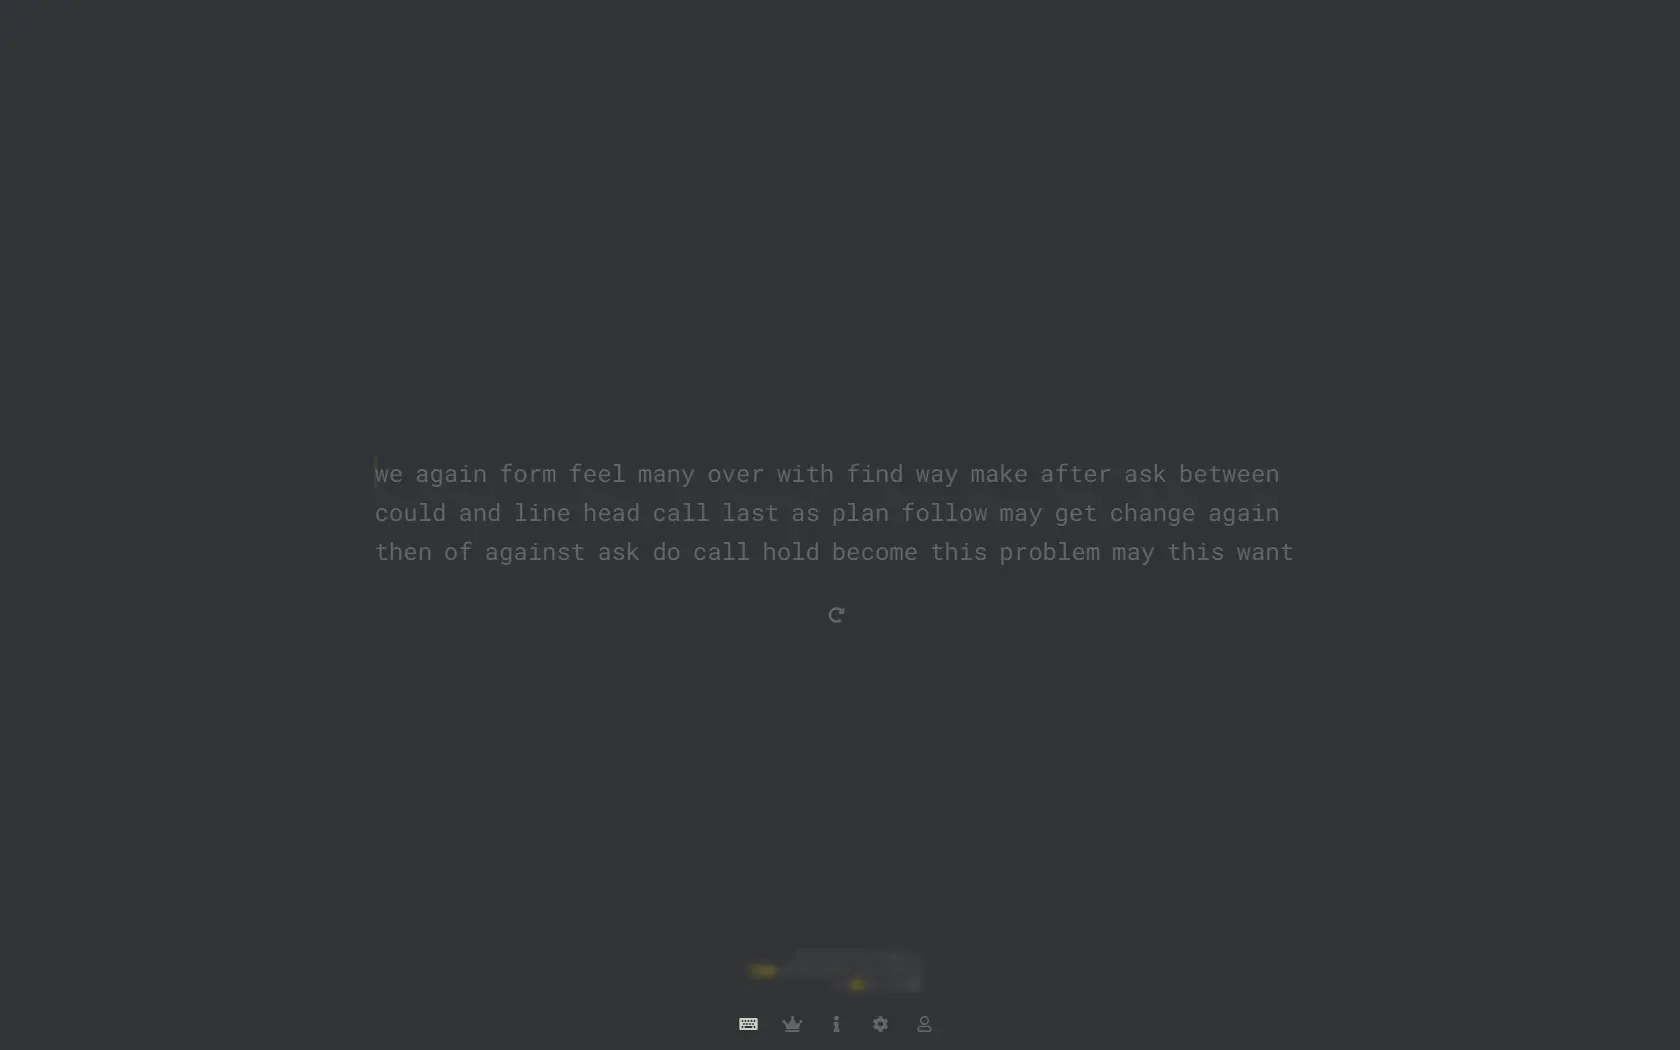 we again form feel many over with find way make after ask between
could and line head call last as plan follow may get change again
then of against ask do call hold become this problem may this want